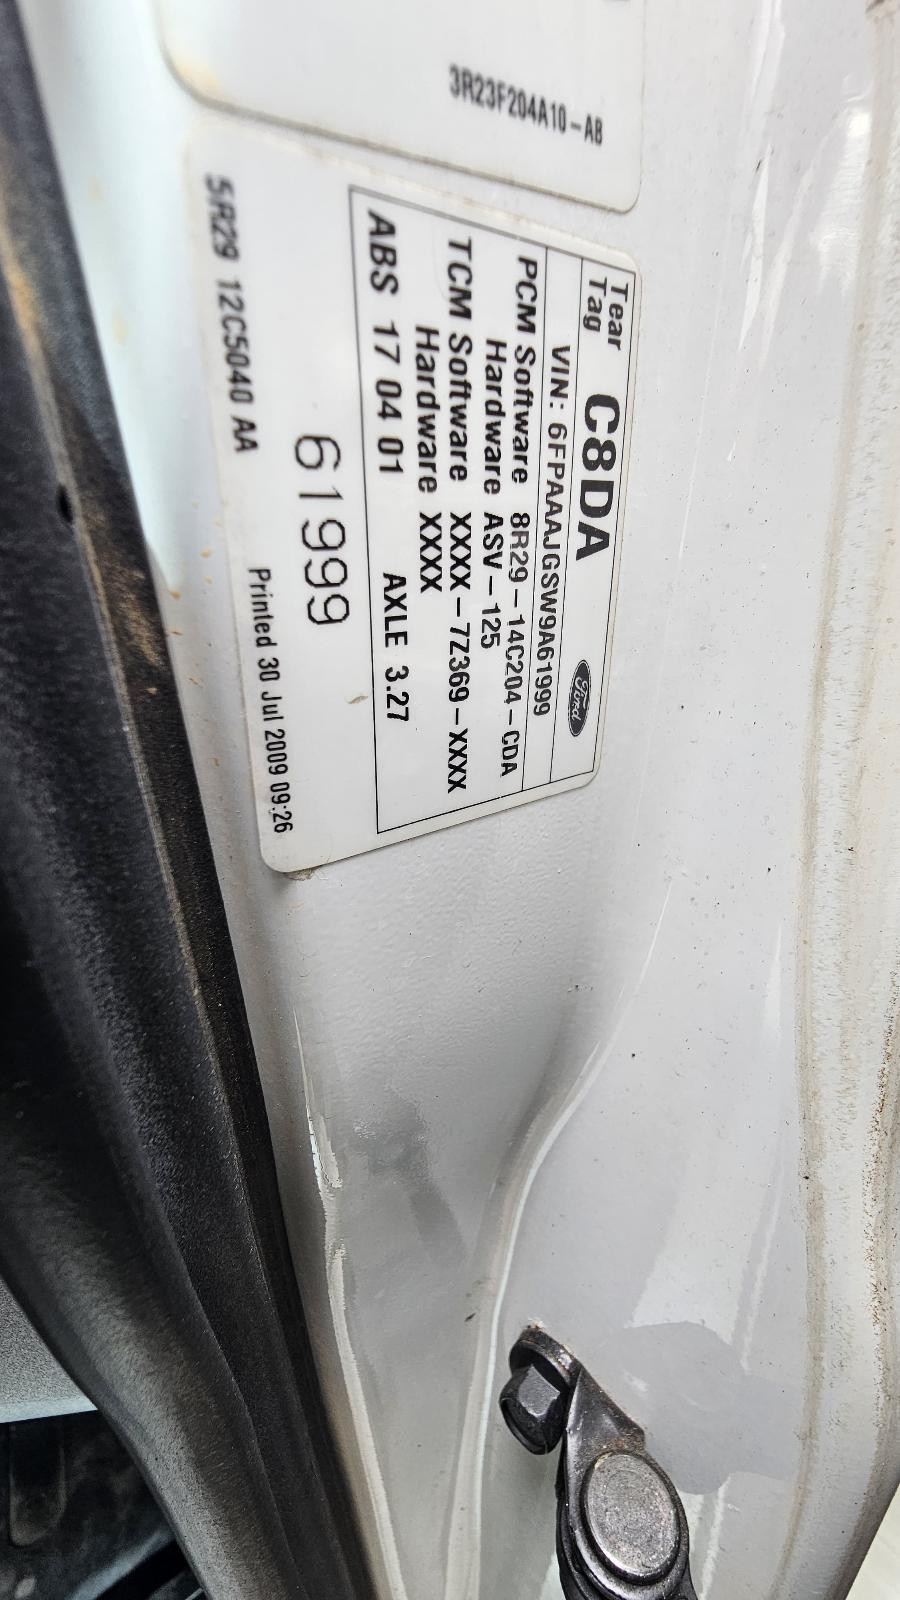 3R23F204A10-AB
Tear Tag C8DA Ford
VIN: 6FPAAAJGSW9A61999
PCM Software 8R29-14C204-CDA
Hardware ASV-125
TCM Software XXXX-7Z369-XXXX
Hardware XXXX
ABS 17 04 01 AXLE 3.27
61999
5R29 12C5040 AA Printed 30 Jul 2009 09:26